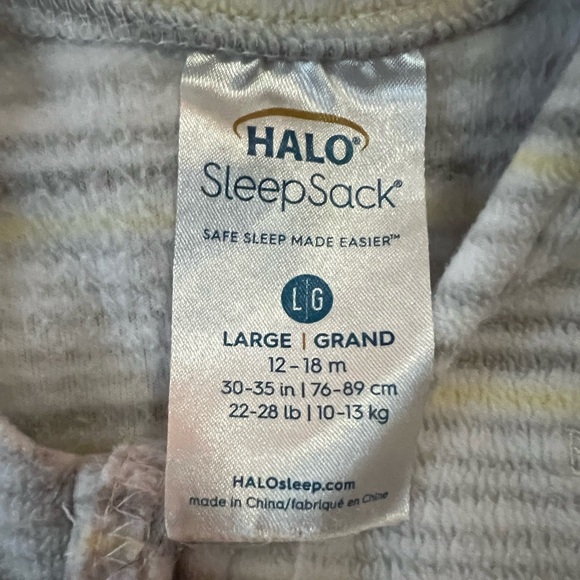 HALO®
SleepSack®
SAFE SLEEP MADE EASIER™
L|G
LARGE | GRAND
12-18 m
30-35 in | 76-89 cm
22-28 lb | 10-13 kg
HALOsleep.com
made in China/fabriqué en Chine